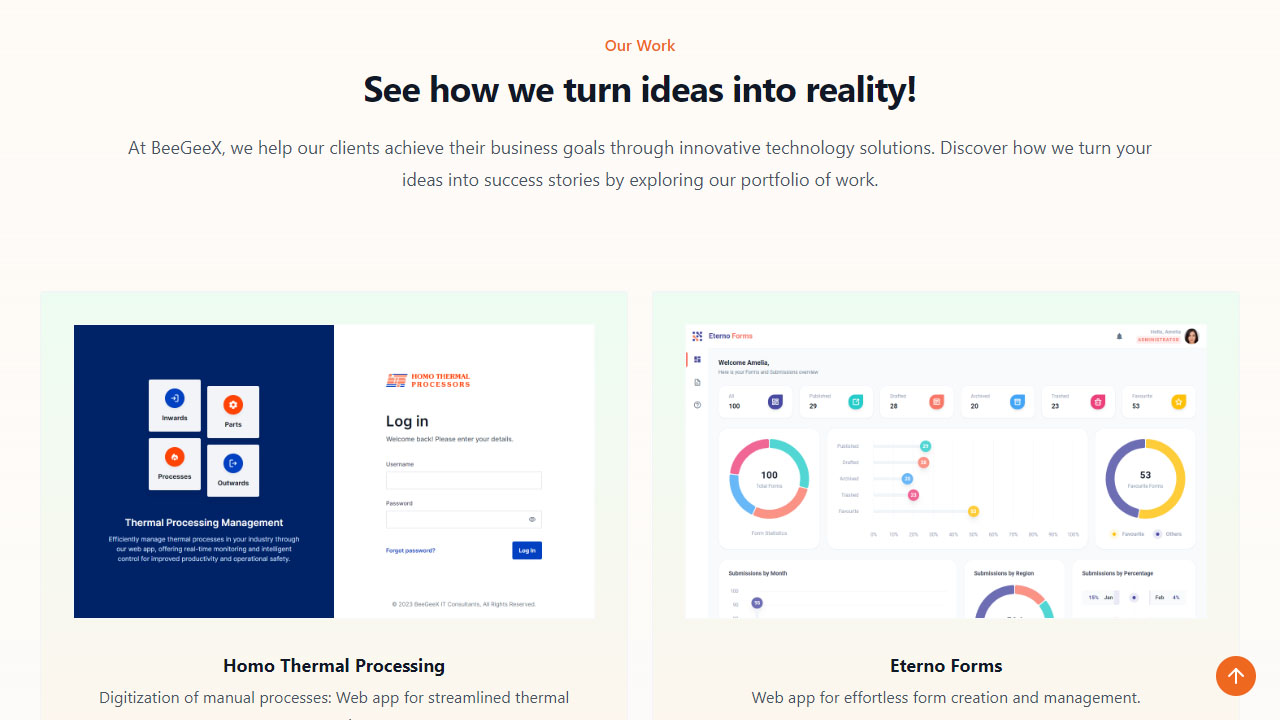 Our Work
See how we turn ideas into reality!
At BeeGeeX, we help our clients achieve their business goals through innovative technology solutions. Discover how we turn your
ideas into success stories by exploring our portfolio of work.
Inwards
Parts
Processes
Outwards
Thermal Processing Management
Efficiently manage thermal processes in your industry through
our web app, offering real-time monitoring and intelligent
control for improved productivity and operational safety.
HOMO THERMAL
PROCESSORS
Log in
Welcome back! Please enter your details.
Username
Password
Forgot password?
Log In
© 2023 BeeGeeX IT Consultants, All Rights Reserved.
Eterno Forms
Hello, Amelia
ADMINISTRATOR
Welcome Amelia,
Here is your Forms and Submissions overview
All
100
Published
29
Drafted
28
Archived
20
Trashed
23
Favourite
53
100
Total Forms
Form Statistics
Published
Drafted
Archived
Trashed
Favourite
0% 10% 20% 30% 40% 50% 60% 70% 80% 90% 100%
53
Favourite Forms
Favourite
Others
Submissions by Month
100
90
Submissions by Region
Submissions by Percentage
15% Jan
Feb 4%
Homo Thermal Processing
Digitization of manual processes: Web app for streamlined thermal
Eterno Forms
Web app for effortless form creation and management.